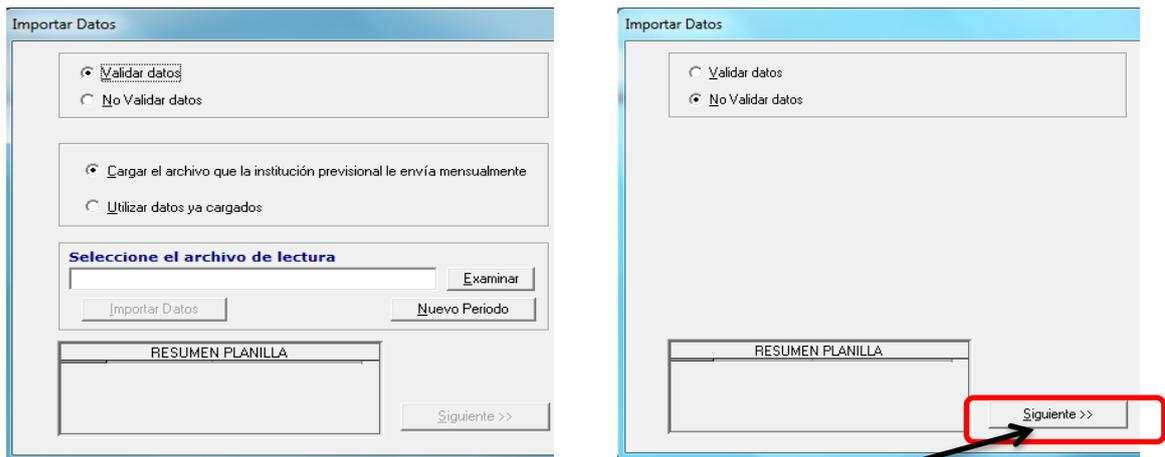 Importar Datos
Validar datos
No Validar datos
Cargar el archivo que la institución previsional le envía mensualmente
Utilizar datos ya cargados
Seleccione el archivo de lectura
Examinar
Importar Datos
Nuevo Periodo
RESUMEN PLANILLA
Siguiente >>
Importar Datos
Validar datos
No Validar datos
RESUMEN PLANILLA
Siguiente >>